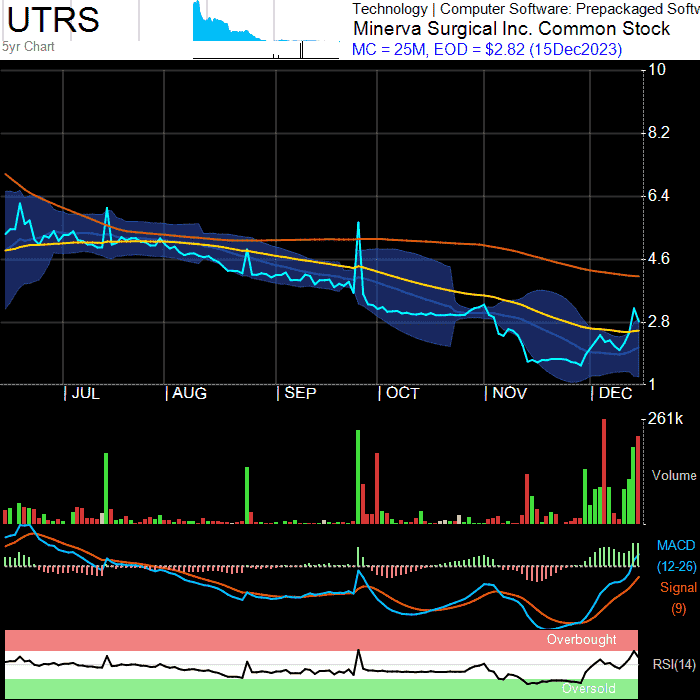 UTRS
5yr Chart
Technology | Computer Software: Prepackaged Softw
Minerva Surgical Inc. Common Stock
MC = 25M, EOD = $2.82 (15Dec2023)
10
8.2
6.4
4.6
2.8
1
JUL AUG SEP OCT NOV DEC
261k
Volume
MACD
(12-26)
Signal
(9)
Overbought
RSI(14)
Oversold